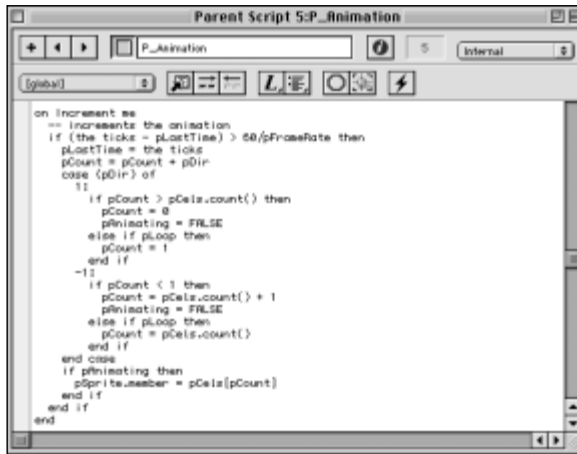 Parent Script 5:P_Animation
P_Animation
5
Internal
[global]
L
on increment me
-- increments the animation
if (the ticks - pLastTime) > 60/pFrameRate then
pLastTime = the ticks
pCount = pCount + pDir
case (pDir) of
1:
if pCount > pCels.count() then
pCount = 0
pAnimating = FALSE
else if pLoop then
pCount = 1
end if
-1:
if pCount < 1 then
pCount = pCels.count() + 1
pAnimating = FALSE
else if pLoop then
pCount = pCels.count()
end if
end case
if pAnimating then
pSprite.member = pCels[pCount]
end if
end if
end